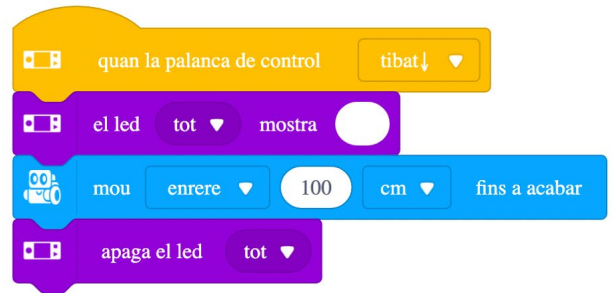 quan la palanca de control tibat↓
el led tot mostra
mou enrere 100 cm fins a acabar
apaga el led tot